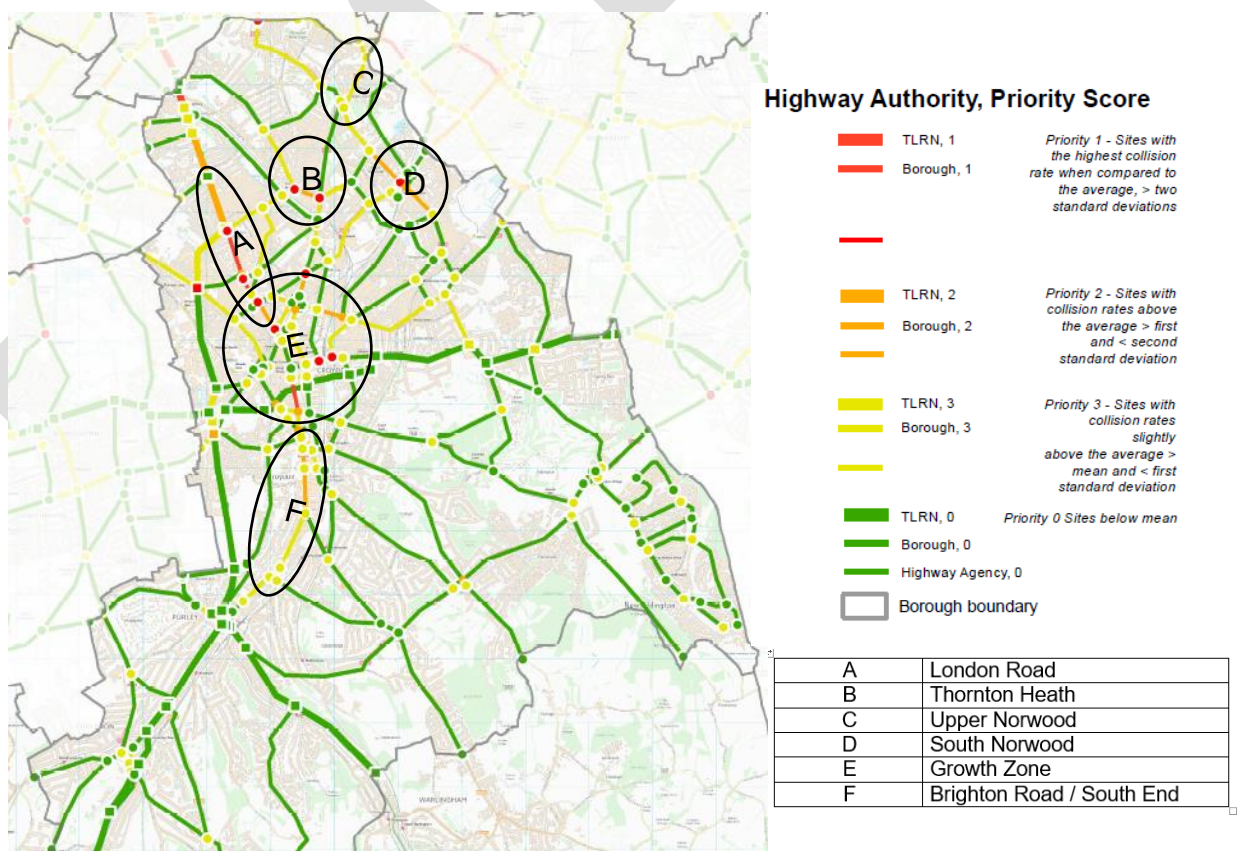 C
B
D
A
E
CROYDON
F
PURLEY
New Addington
WARLINGHAM
Highway Authority, Priority Score
TLRN, 1
Borough, 1
Priority 1 - Sites with
the highest collision
rate when compared to
the average, > two
standard deviations
TLRN, 2
Borough, 2
Priority 2 - Sites with
collision rates above
the average > first
and < second
standard deviation
TLRN, 3
Borough, 3
Priority 3 - Sites with
collision rates
slightly
above the average >
mean and < first
standard deviation
TLRN, 0
Priority 0 Sites below mean
Borough, 0
Highway Agency, 0
Borough boundary
A London Road
B Thornton Heath
C Upper Norwood
D South Norwood
E Growth Zone
F Brighton Road / South End